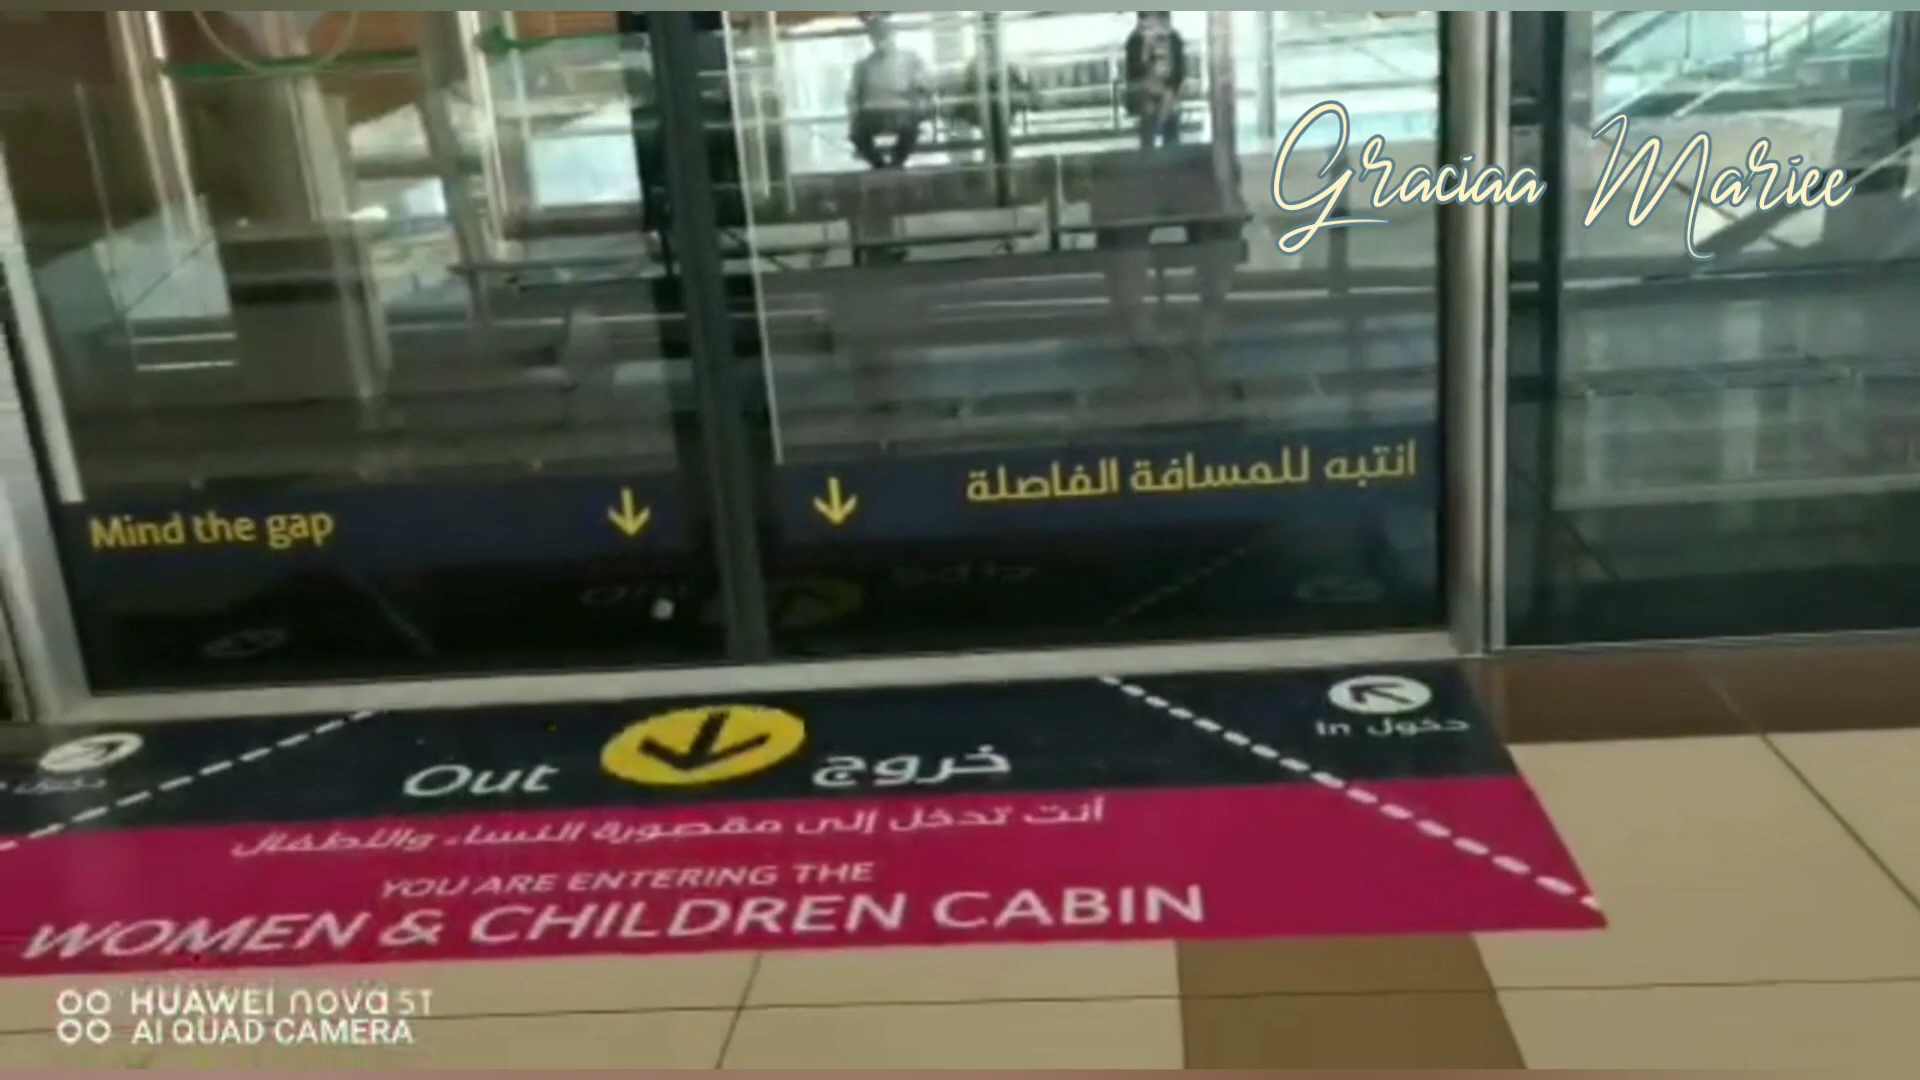 Graciaa Mariee
Mind the gap
انتبه للمسافة الفاصلة
Out
خروج
دخول In
دخول
أنت تدخل إلى مقصورة النساء والأطفال
YOU ARE ENTERING THE
WOMEN & CHILDREN CABIN
HUAWEI nova 5T
AI QUAD CAMERA